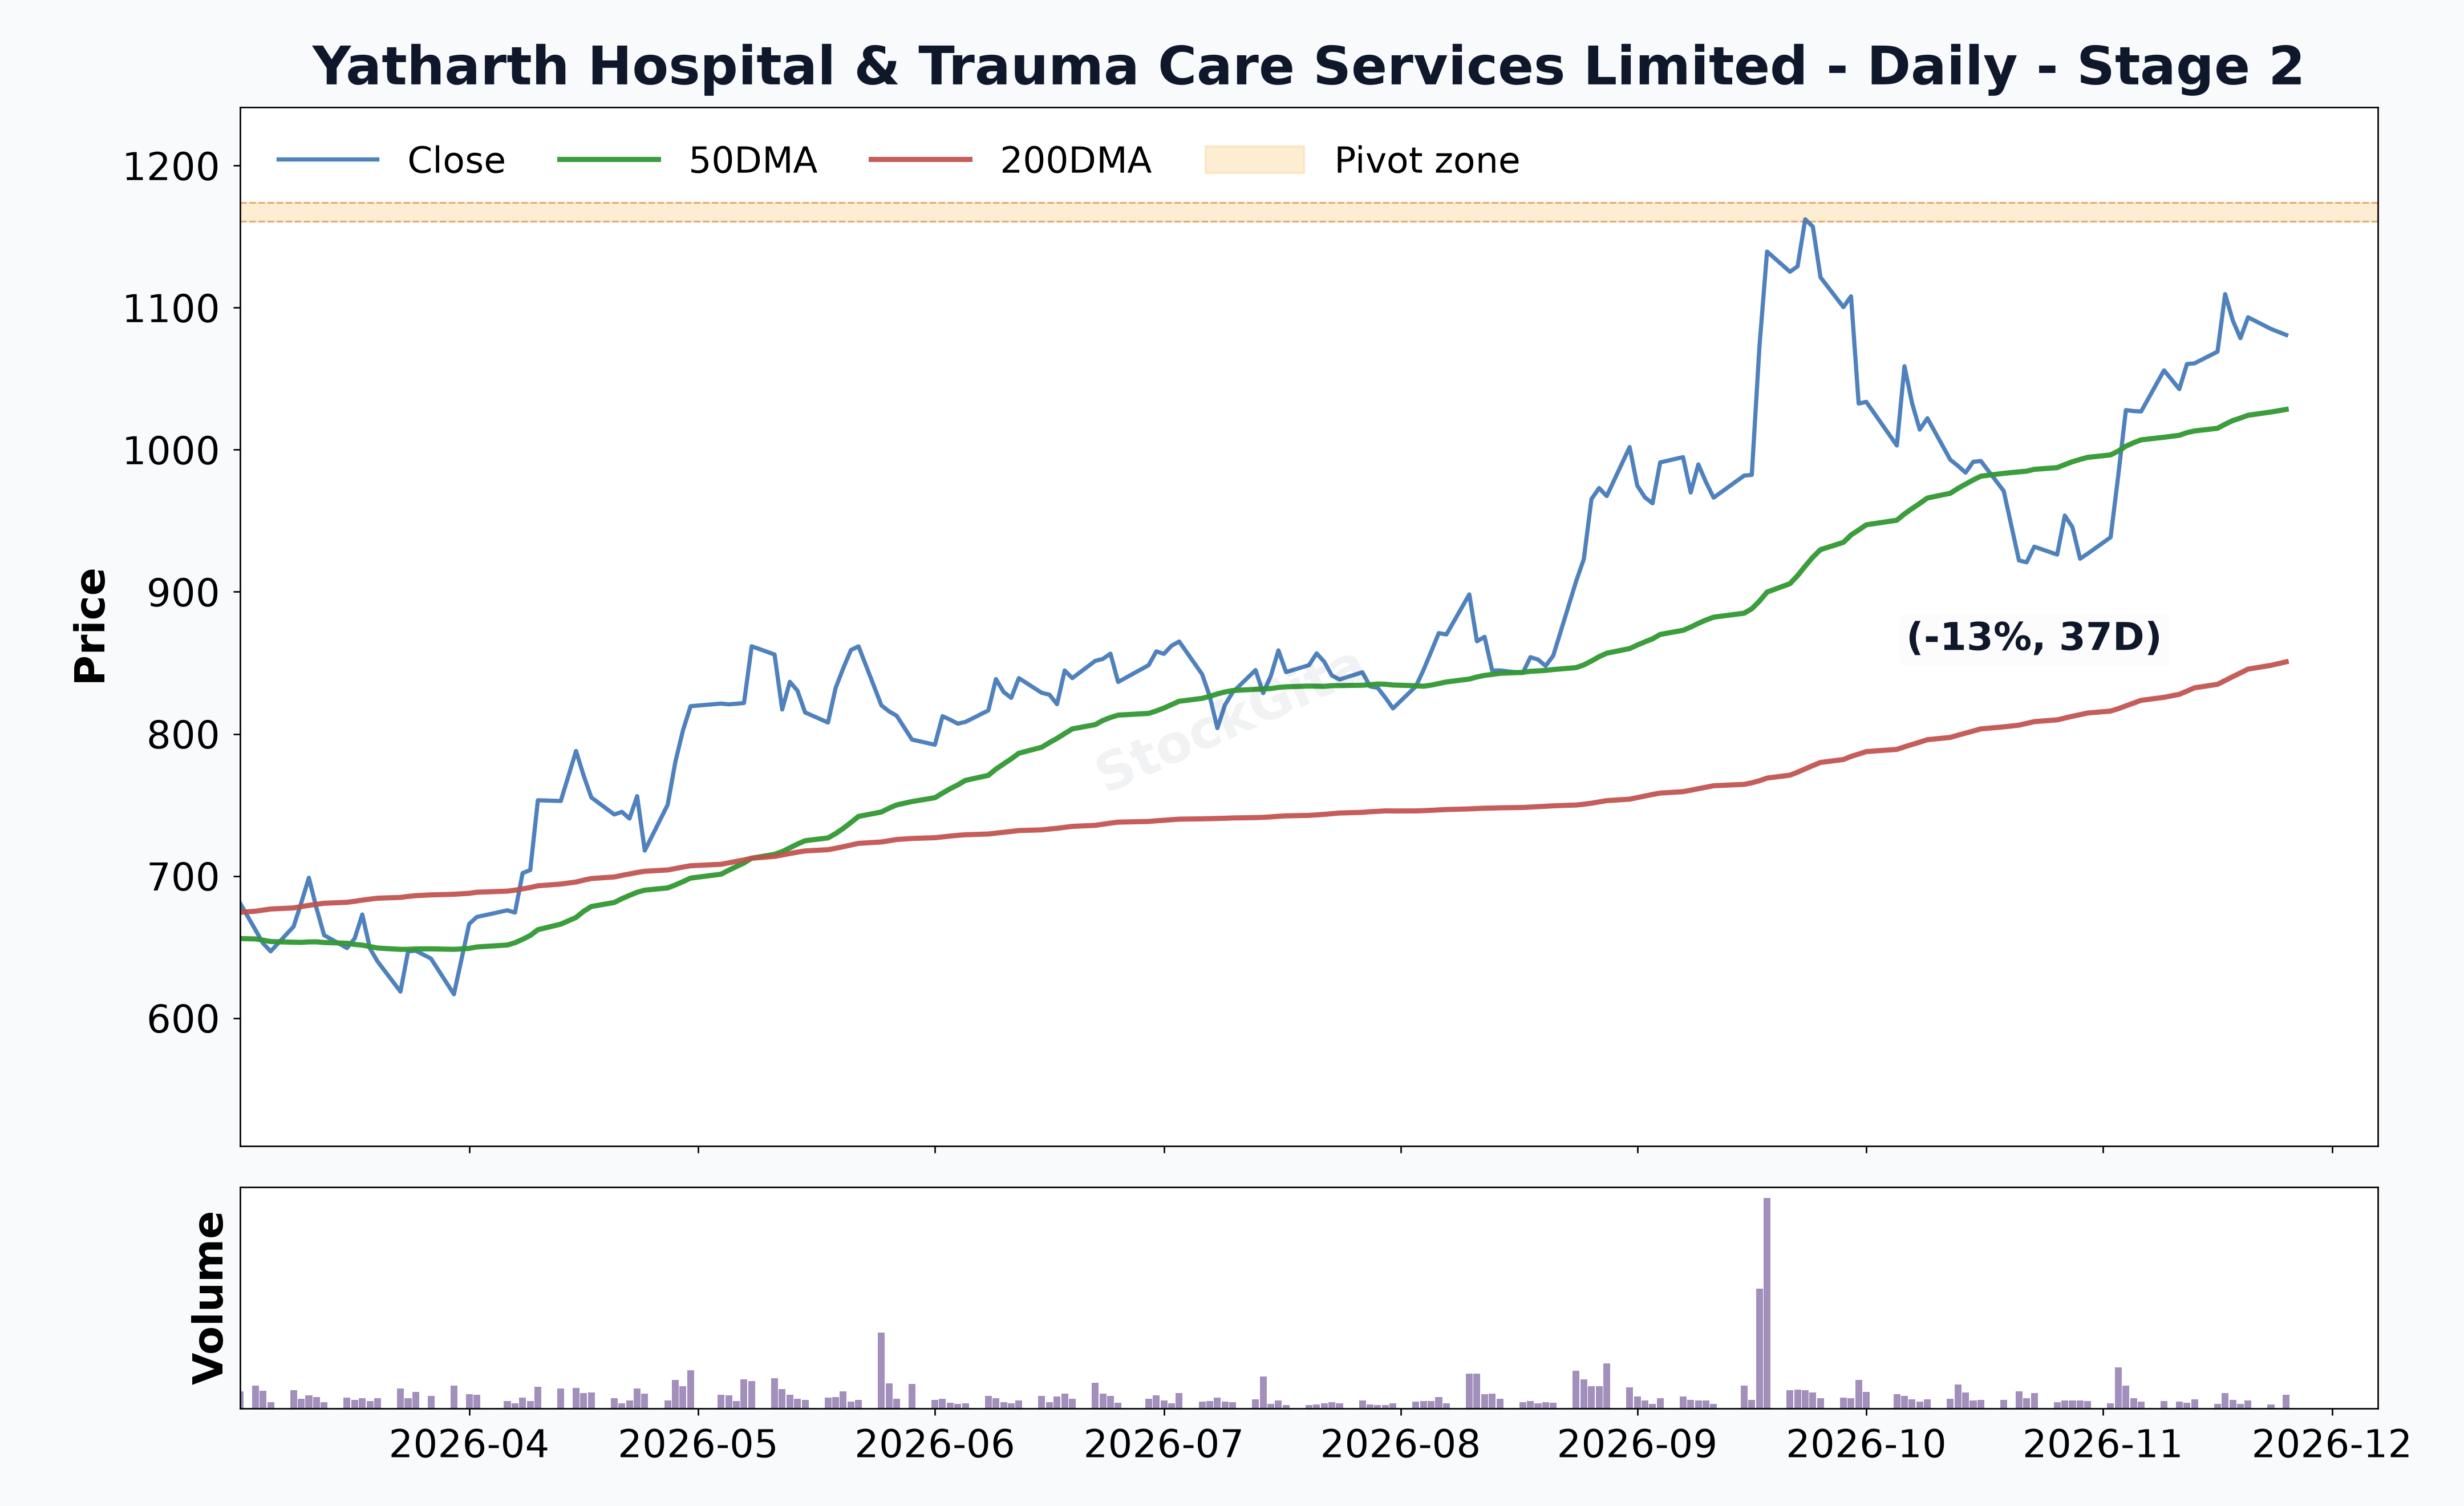 Yatharth Hospital & Trauma Care Services Limited - Daily - Stage 2
Close 50DMA 200DMA Pivot zone
1200
1100
1000
900
800
700
600
Price
(-13%, 37D)
StockGita
Volume
2026-04 2026-05 2026-06 2026-07 2026-08 2026-09 2026-10 2026-11 2026-12